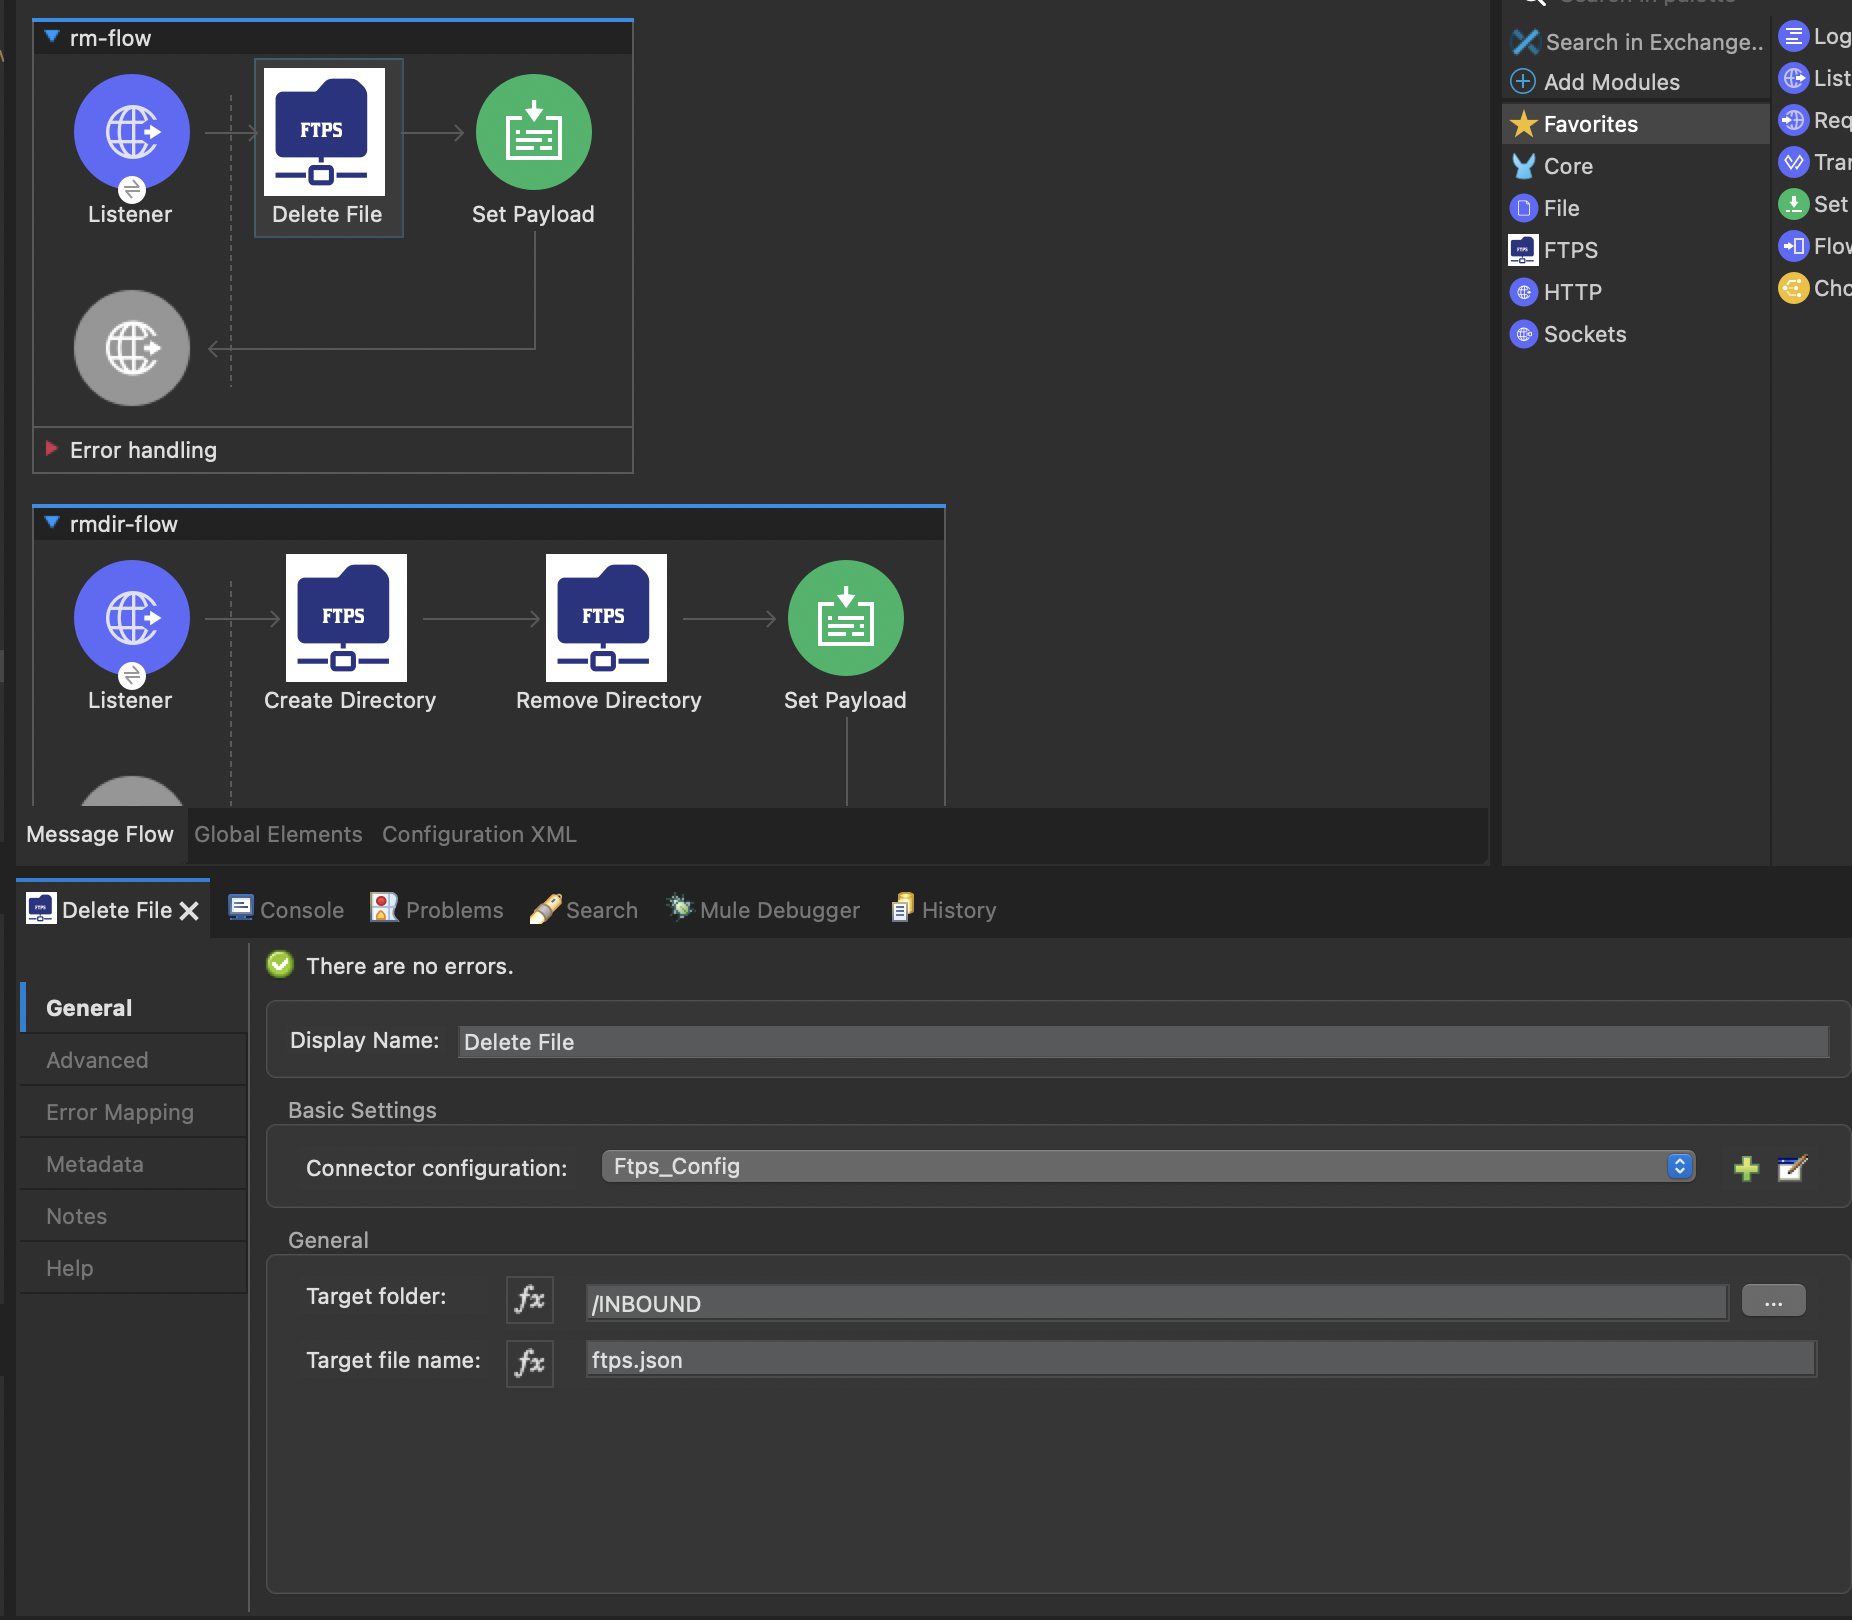 rm-flow
FTPS
Listener
Delete File
Set Payload
Error handling
rmdir-flow
FTPS
FTPS
Listener
Create Directory
Remove Directory
Set Payload
Message Flow
Global Elements
Configuration XML
Search in Exchange..
Add Modules
Favorites
Core
File
FTPS
HTTP
Sockets
Log
List
Req
Tran
Set
Flow
Cho
Delete File
Console
Problems
Search
Mule Debugger
History
General
Advanced
Error Mapping
Metadata
Notes
Help
There are no errors.
Display Name: Delete File
Basic Settings
Connector configuration: Ftps_Config
General
Target folder: fx /INBOUND ...
Target file name: fx ftps.json